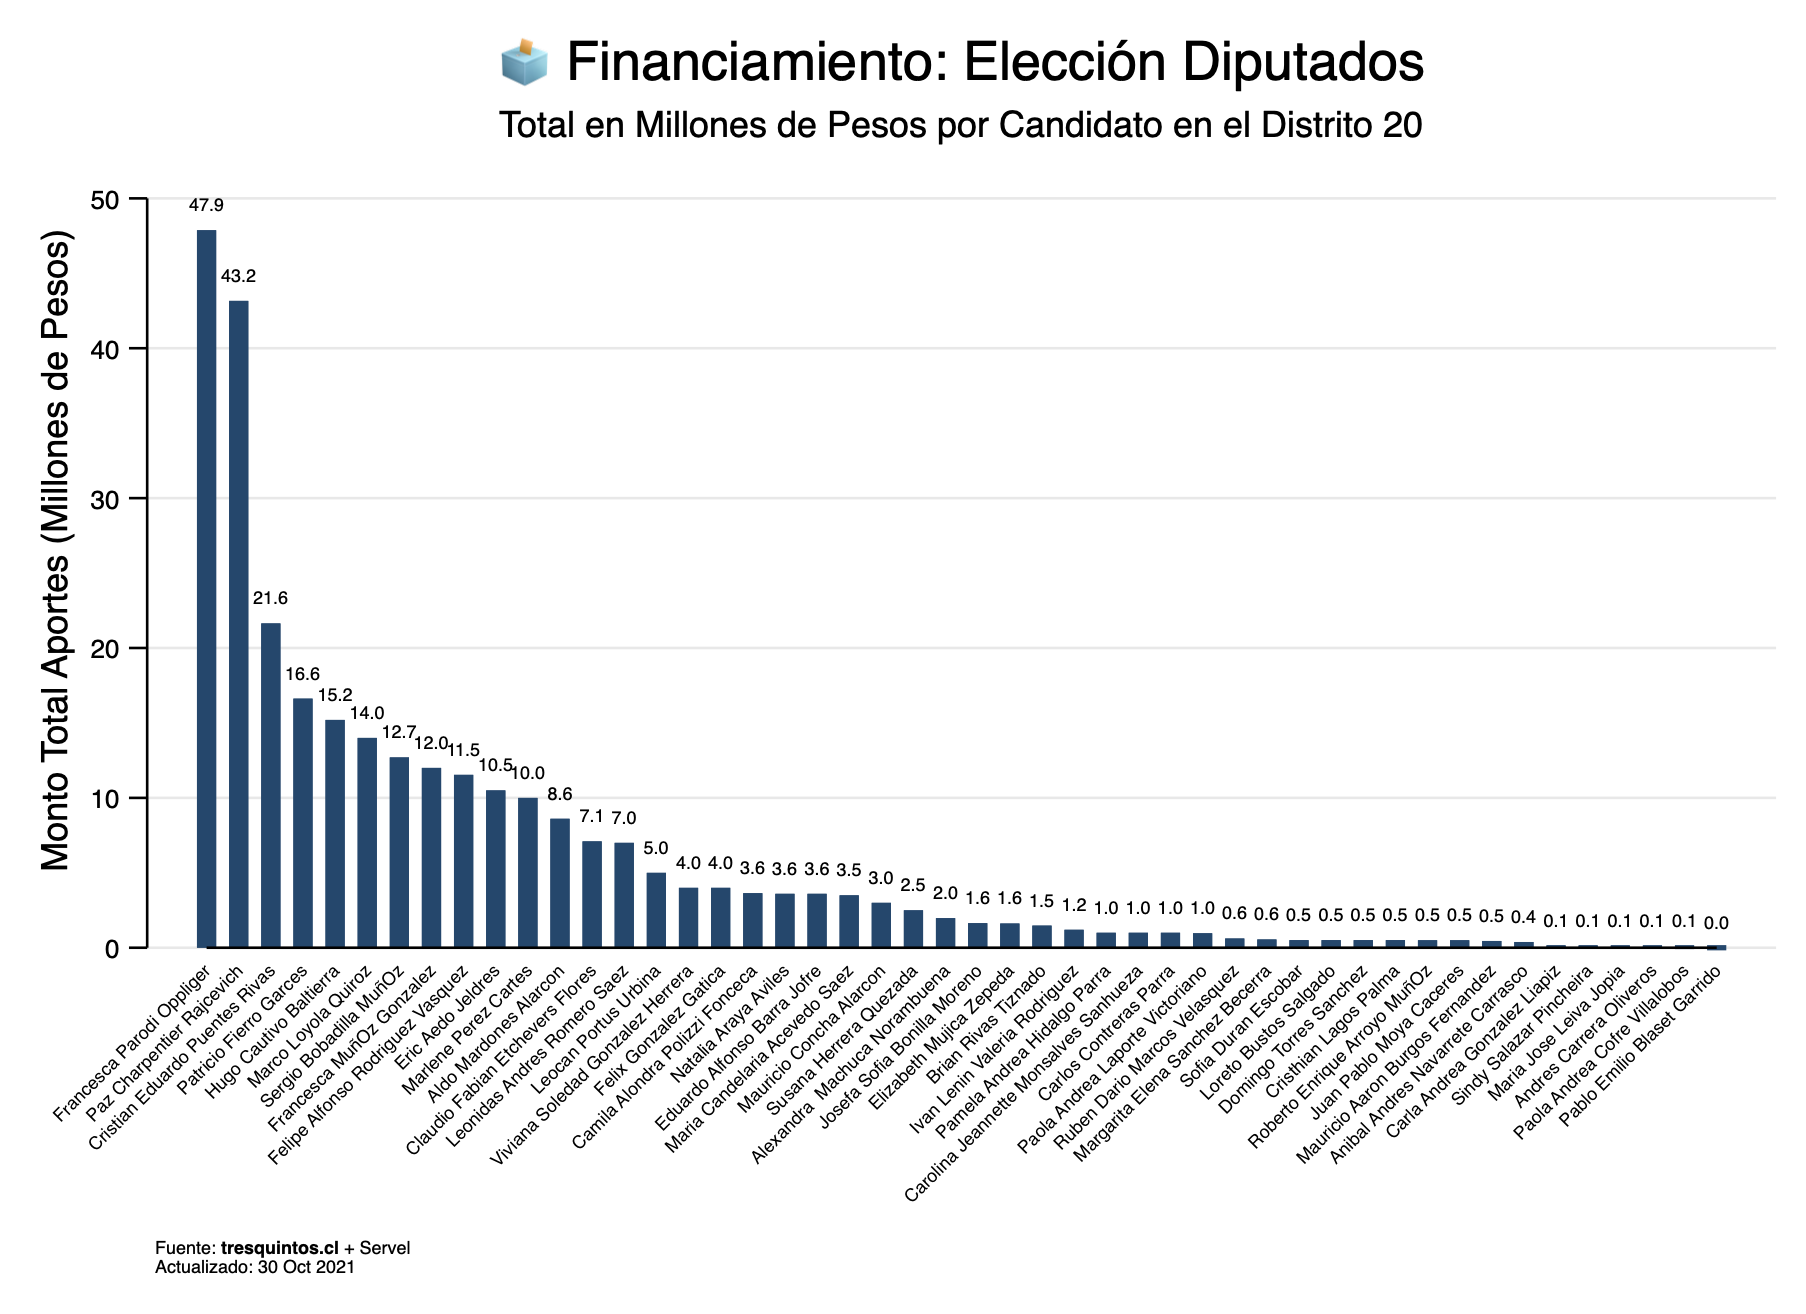 Financiamiento: Elección Diputados
Total en Millones de Pesos por Candidato en el Distrito 20
Monto Total Aportes (Millones de Pesos)
50
40
30
20
10
0
47.9
43.2
21.6
16.6
15.2
14.0
12.7
12.0
11.5
10.5
10.0
8.6
7.1
7.0
5.0
4.0
4.0
3.6
3.6
3.6
3.5
3.0
2.5
2.0
1.6
1.6
1.5
1.2
1.0
1.0
1.0
1.0
0.6
0.6
0.5
0.5
0.5
0.5
0.5
0.5
0.5
0.4
0.1
0.1
0.1
0.1
0.1
0.0
Francesca Parodi Oppliger
Paz Charpentier Rajcevich
Cristian Eduardo Puentes Rivas
Patricio Fierro Garces
Hugo Cautivo Baltierra
Marco Loyola Quiroz
Sergio Bobadilla MuñOz
Francesca MuñOz Gonzalez
Felipe Alfonso Rodriguez Vasquez
Eric Aedo Jeldres
Marlene Perez Cartes
Aldo Mardones Alarcon
Claudio Fabian Etchevers Flores
Leonidas Andres Romero Saez
Leocan Portus Urbina
Viviana Soledad Gonzalez Herrera
Felix Gonzalez Gatica
Camila Alondra Polizzi Fonceca
Natalia Araya Aviles
Eduardo Alfonso Barra Jofre
Maria Candelaria Acevedo Saez
Mauricio Concha Alarcon
Susana Herrera Quezada
Alexandra Machuca Norambuena
Josefa Sofia Bonilla Moreno
Elizabeth Mujica Zepeda
Brian Rivas Tiznado
Ivan Lenin Valeria Rodriguez
Pamela Andrea Hidalgo Parra
Carolina Jeannette Monsalves Sanhueza
Carlos Contreras Parra
Paola Andrea Laporte Victoriano
Ruben Dario Marcos Velasquez
Margarita Elena Sanchez Becerra
Sofia Duran Escobar
Loreto Bustos Salgado
Domingo Torres Sanchez
Cristhian Lagos Palma
Roberto Enrique Arroyo MuñOz
Juan Pablo Moya Caceres
Mauricio Aaron Burgos Fernandez
Anibal Andres Navarrete Carrasco
Carla Andrea Gonzalez Liapiz
Sindy Salazar Pincheira
Maria Jose Leiva Jopia
Andres Carrera Oliveros
Paola Andrea Cofre Villalobos
Pablo Emilio Blaset Garrido
Fuente: tresquintos.cl + Servel
Actualizado: 30 Oct 2021